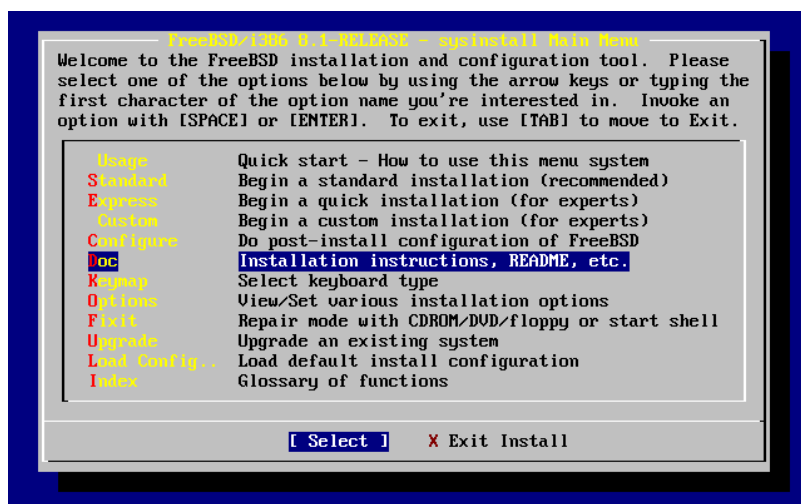 FreeBSD/i386 8.1-RELEASE - sysinstall Main Menu
Welcome to the FreeBSD installation and configuration tool.  Please
select one of the options below by using the arrow keys or typing the
first character of the option name you're interested in.  Invoke an
option with [SPACE] or [ENTER].  To exit, use [TAB] to move to Exit.
Usage Quick start - How to use this menu system
Standard Begin a standard installation (recommended)
Express Begin a quick installation (for experts)
Custom Begin a custom installation (for experts)
Configure Do post-install configuration of FreeBSD
Doc Installation instructions, README, etc.
Keymap Select keyboard type
Options View/Set various installation options
Fixit Repair mode with CDROM/DVD/floppy or start shell
Upgrade Upgrade an existing system
Load Config.. Load default install configuration
Index Glossary of functions
[ Select ] X Exit Install